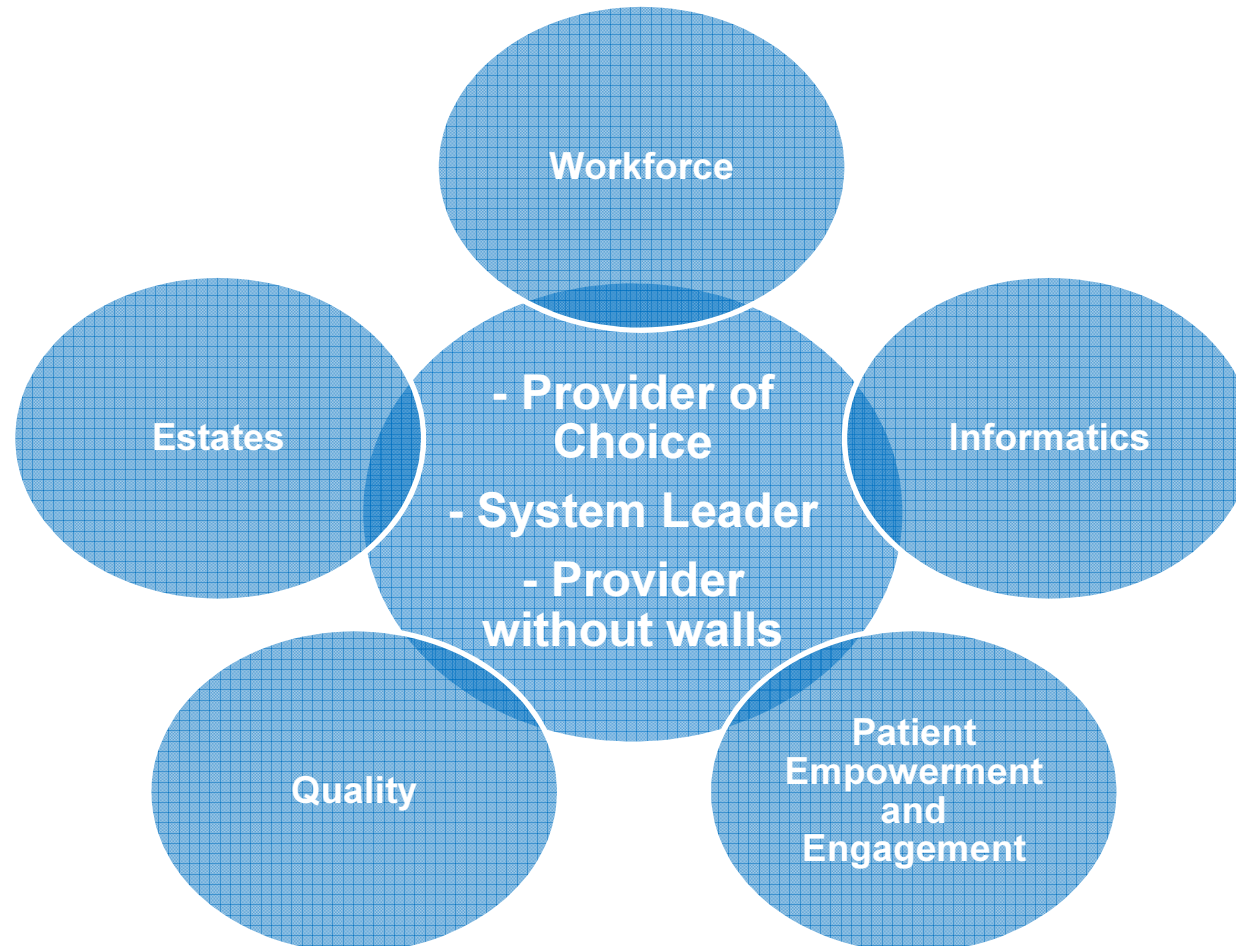 Workforce
Estates
- Provider of
Choice
- System Leader
- Provider
without walls
Informatics
Quality
Patient
Empowerment
and
Engagement